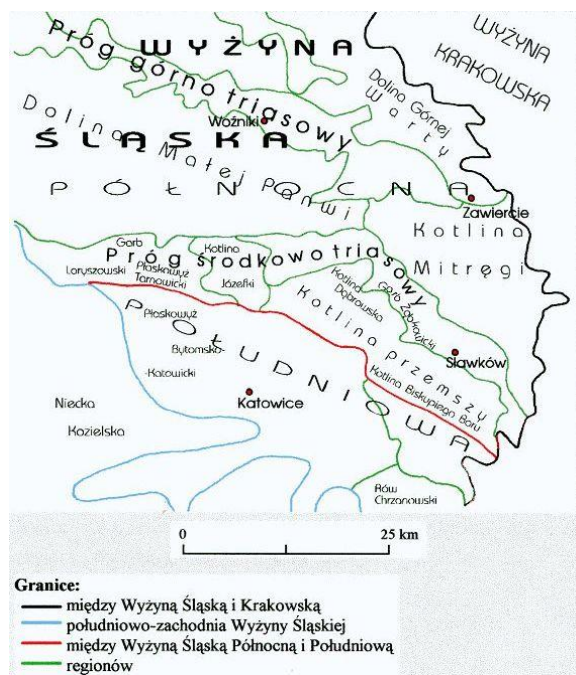 WYŻYNA
WYŻYNA
KRAKOWSKA
Próg górno triasowy
Dolina Górnej
Warty
Woźniki
Dolina Małej Panwi
ŚLĄSKA
PÓŁNOCNA
Zawiercie
Kotlina
Mitręgi
Próg środkowotriasowy
Garb
Płaskowyż
Tarnowicki
Kotlina
Józefki
Kotlina
Dąbrowska
Garb Ząbkowicki
Płaskowyż
Bytomsko-
-Katowicki
POŁUDNIOWA
Kotlina przemszy
Sławków
Kotlina Biskupiego Boru
Katowice
Niecka
Kozielska
Rów
Chrzanowski
0 25 km
Granice:
między Wyżyną Śląską i Krakowską
południowo-zachodnia Wyżyny Śląskiej
między Wyżyną Śląską Północną i Południową
regionów